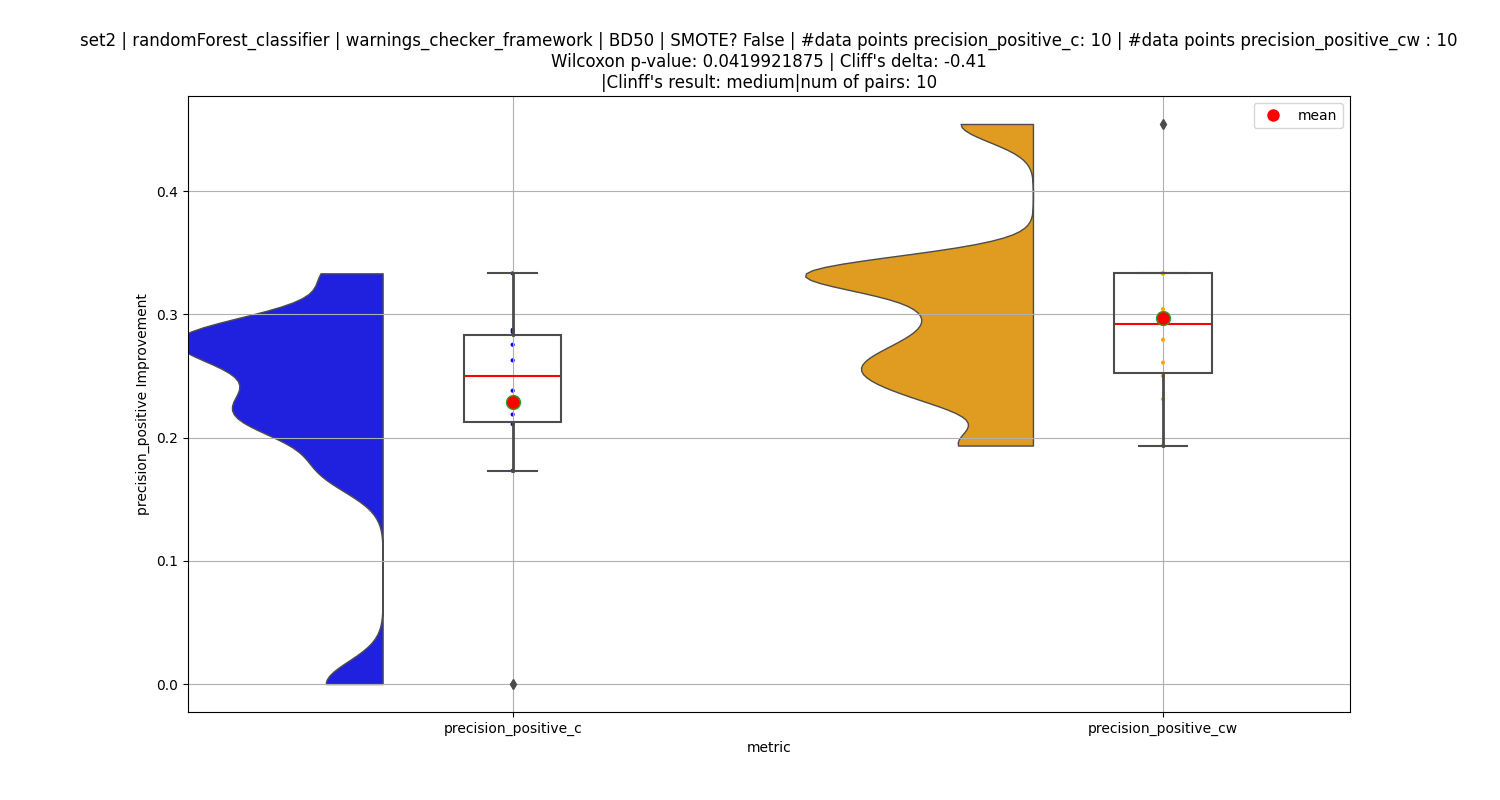 set2 | randomForest_classifier | warnings_checker_framework | BD50 | SMOTE? False | #data points precision_positive_c: 10 | #data points precision_positive_cw : 10
Wilcoxon p-value: 0.0419921875 | Cliff's delta: -0.41
|Clinff's result: medium|num of pairs: 10
mean
0.4
0.3
0.2
0.1
0.0
precision_positive Improvement
precision_positive_c
precision_positive_cw
metric